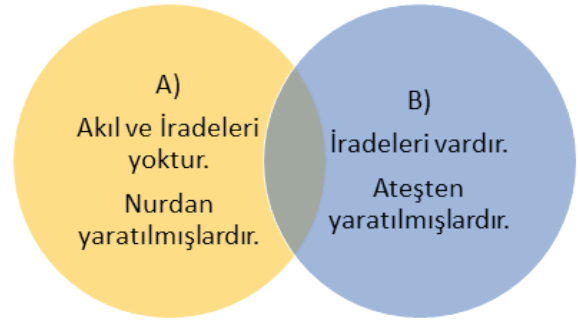 A)
Akıl ve İradeleri
yoktur.
Nurdan
yaratılmışlardır.
B)
İradeleri vardır.
Ateşten
yaratılmışlardır.